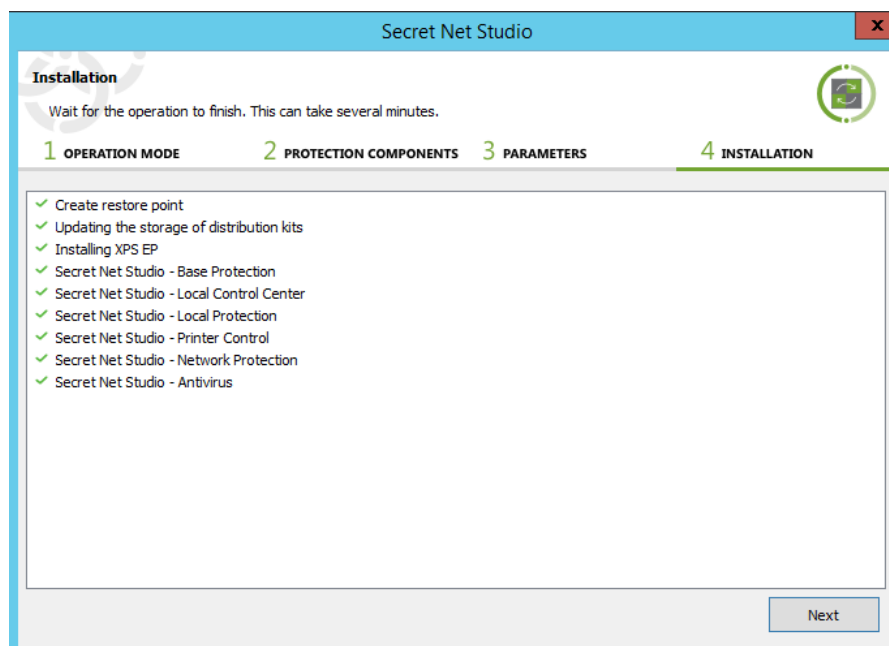 Secret Net Studio
x
Installation
Wait for the operation to finish. This can take several minutes.
1 OPERATION MODE 2 PROTECTION COMPONENTS 3 PARAMETERS 4 INSTALLATION
Create restore point
Updating the storage of distribution kits
Installing XPS EP
Secret Net Studio - Base Protection
Secret Net Studio - Local Control Center
Secret Net Studio - Local Protection
Secret Net Studio - Printer Control
Secret Net Studio - Network Protection
Secret Net Studio - Antivirus
Next